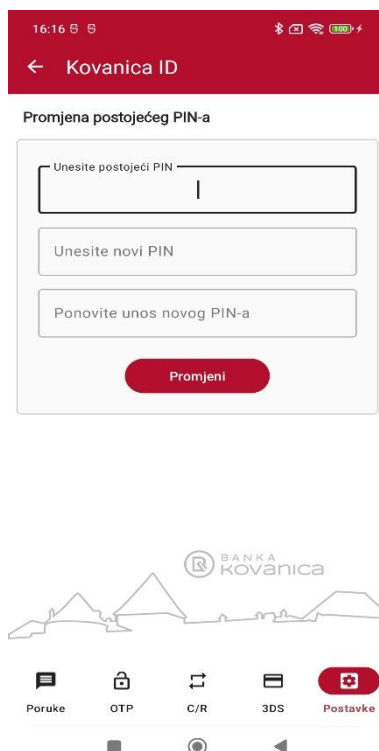 16:16
100
Kovanica ID
Promjena postojećeg PIN-a
Unesite postojeći PIN
Unesite novi PIN
Ponovite unos novog PIN-a
Promjeni
BANKA
kovanica
Poruke OTP C/R 3DS Postavke